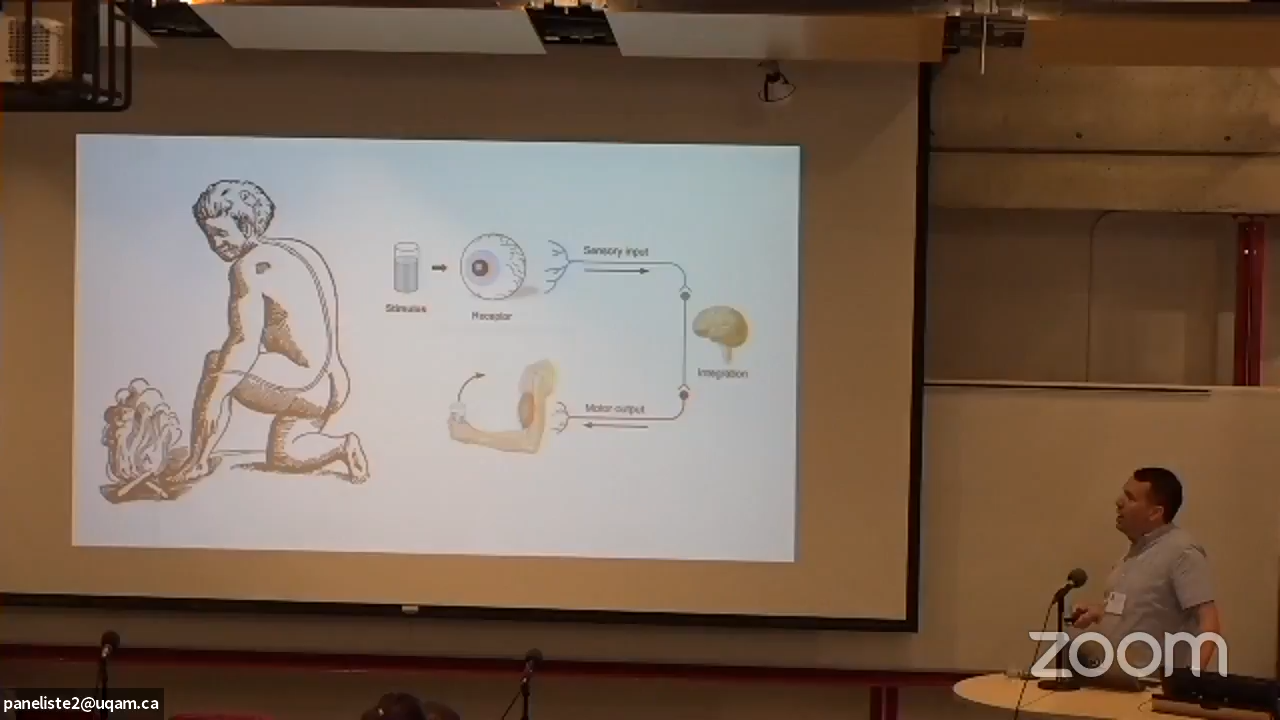 Sensory input
Stimulus
Receptor
Integration
Motor output
zoom
paneliste2@uqam.ca